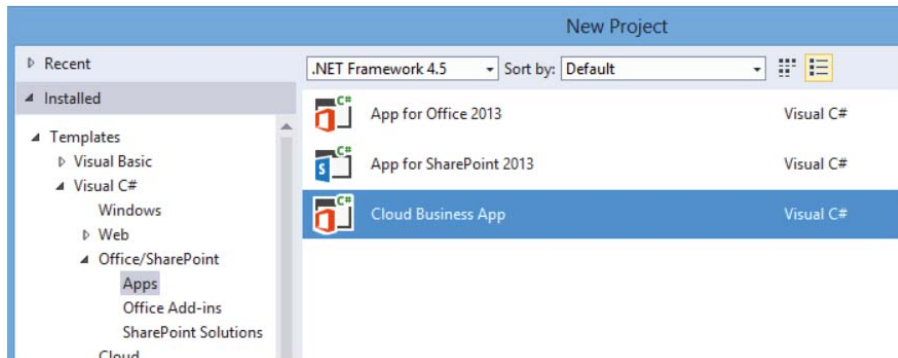 New Project
Recent
.NET Framework 4.5 Sort by: Default
Installed
Templates
Visual Basic
Visual C#
Windows
Web
Office/SharePoint
Apps
Office Add-ins
SharePoint Solutions
Cloud
C# App for Office 2013 Visual C#
C# S App for SharePoint 2013 Visual C#
C# Cloud Business App Visual C#